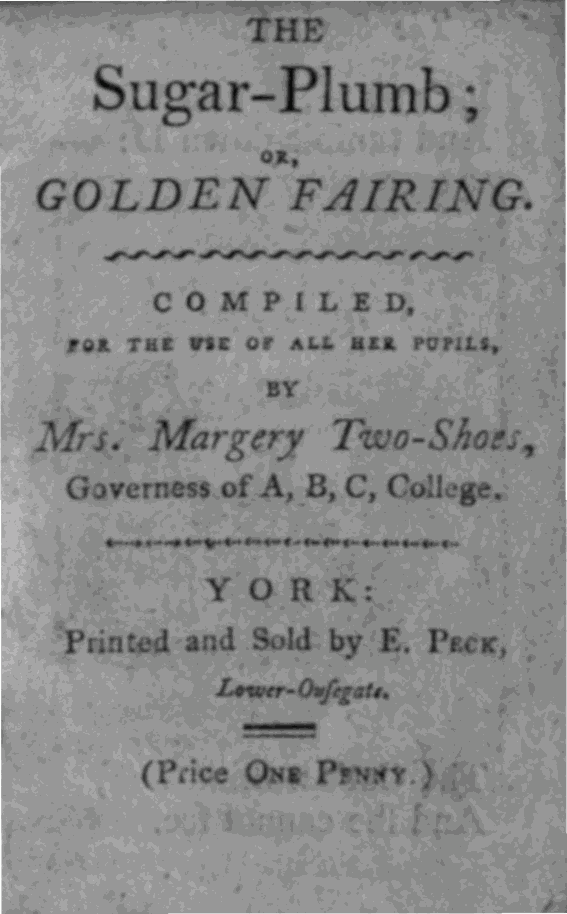 THE
Sugar-Plumb;
OR,
GOLDEN FAIRING.
COMPILED,
FOR THE USE OF ALL HER PUPILS,
BY
Mrs. Margery Two-Shoes,
Governess of A, B, C, College.
YORK:
Printed and Sold by E. PECK,
Lower-Ouſegate.
(Price ONE PENNY.)